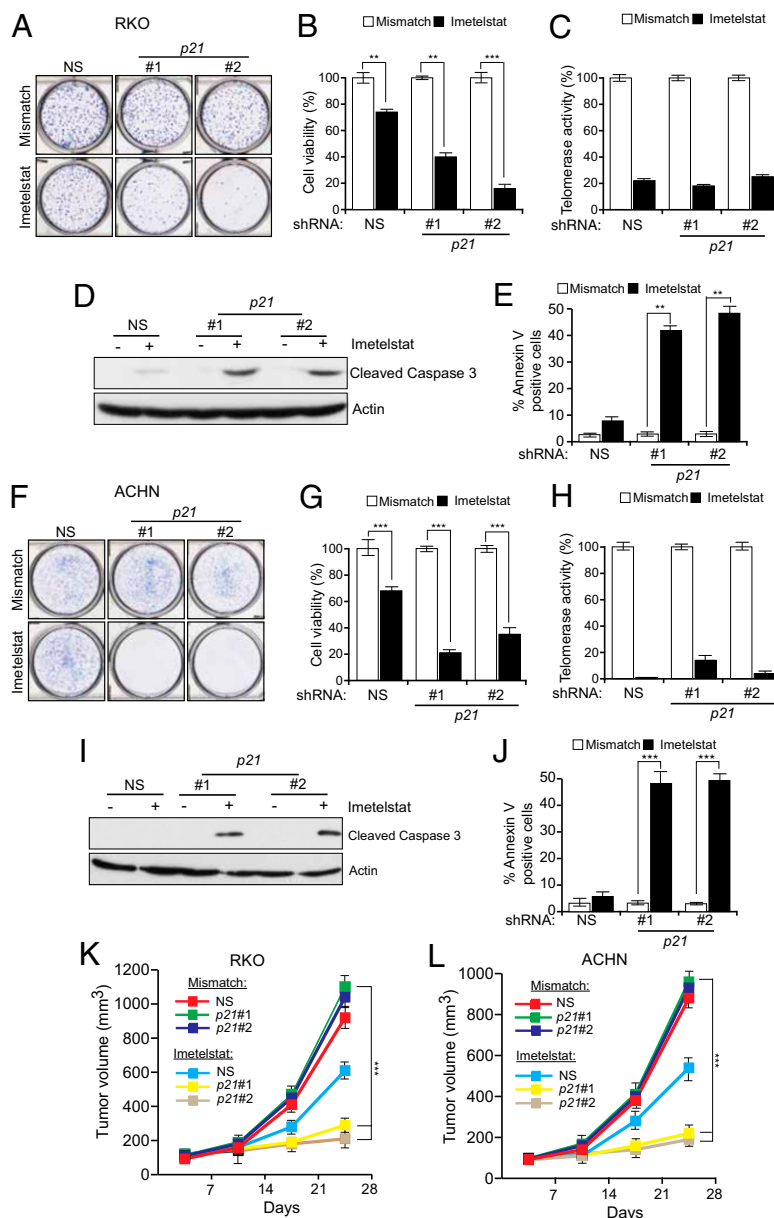 A
RKO
p21
NS #1 #2
Mismatch
Imetelstat
B
Mismatch Imetelstat
** ** ***
Cell viability (%)
120
100
80
60
40
20
0
shRNA: NS #1 #2
p21
C
Mismatch Imetelstat
Telomerase activity (%)
120
100
80
60
40
20
0
shRNA: NS #1 #2
p21
D
p21
NS #1 #2
- + - + - + Imetelstat
Cleaved Caspase 3
Actin
E
Mismatch Imetelstat
** **
% Annexin V
positive cells
50
40
30
20
10
0
shRNA: NS #1 #2
p21
F
ACHN
p21
NS #1 #2
Mismatch
Imetelstat
G
Mismatch Imetelstat
*** *** ***
Cell viability (%)
120
100
80
60
40
20
0
shRNA: NS #1 #2
p21
H
Mismatch Imetelstat
Telomerase activity (%)
120
100
80
60
40
20
0
shRNA: NS #1 #2
p21
I
p21
NS #1 #2
- + - + - + Imetelstat
Cleaved Caspase 3
Actin
J
Mismatch Imetelstat
*** ***
% Annexin V
positive cells
50
40
30
20
10
0
shRNA: NS #1 #2
p21
K
RKO
Tumor volume (mm3)
1200
1000
800
600
400
200
0
Mismatch:
NS
p21#1
p21#2
Imetelstat:
NS
p21#1
p21#2
***
7 14 21 28
Days
L
ACHN
Tumor volume (mm3)
1000
800
600
400
200
0
Mismatch:
NS
p21#1
p21#2
Imetelstat:
NS
p21#1
p21#2
***
7 14 21 28
Days